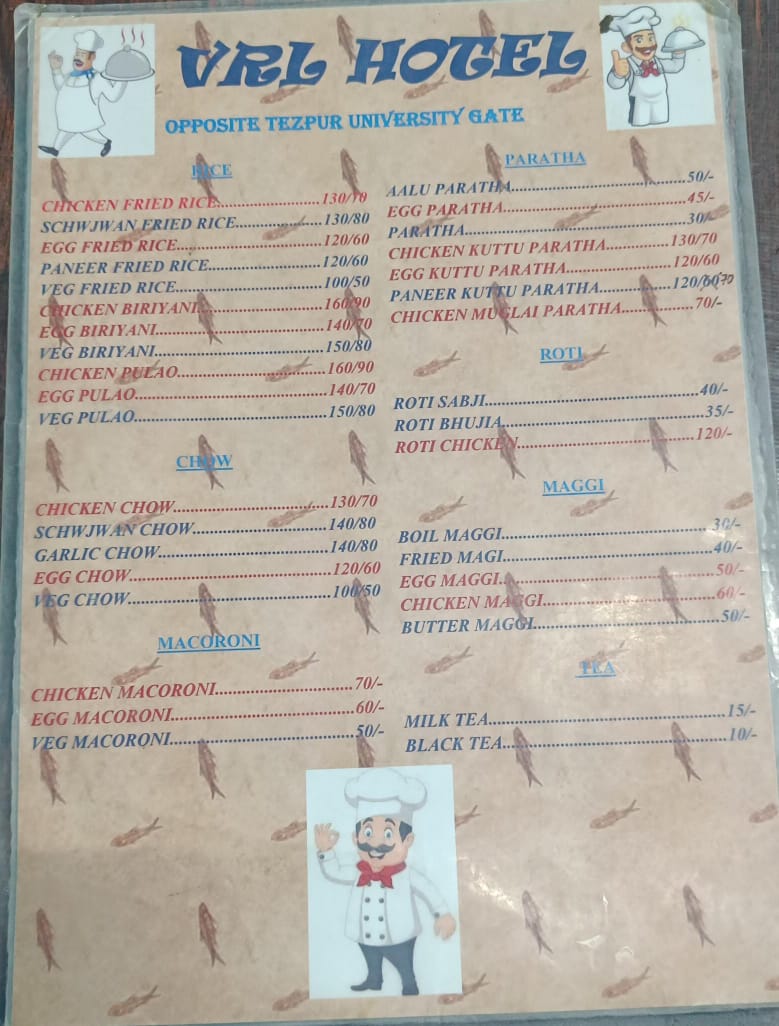 VRL HOTEL
OPPOSITE TEZPUR UNIVERSITY GATE
RICE
CHICKEN FRIED RICE..........................130/70
SCHWJWAN FRIED RICE.....................130/80
EGG FRIED RICE...................................120/60
PANEER FRIED RICE...........................120/60
VEG FRIED RICE...................................100/50
CHICKEN BIRIYANI..............................160/90
EGG BIRIYANI.........................................140/70
VEG BIRIYANI.........................................150/80
CHICKEN PULAO....................................160/90
EGG PULAO..............................................140/70
VEG PULAO..............................................150/80
CHOW
CHICKEN CHOW.....................................130/70
SCHWJWAN CHOW................................140/80
GARLIC CHOW.........................................140/80
EGG CHOW................................................120/60
VEG CHOW................................................100/50
MACORONI
CHICKEN MACORONI.................................70/-
EGG MACORONI...........................................60/-
VEG MACORONI...........................................50/-
PARATHA
AALU PARATHA..........................................50/-
EGG PARATHA............................................45/-
PARATHA.....................................................30/-
CHICKEN KUTTU PARATHA..............130/70
EGG KUTTU PARATHA.........................120/60
PANEER KUTTU PARATHA.................120/60 70
CHICKEN MUGLAI PARATHA.................70/-
ROTI
ROTI SABJI...................................................40/-
ROTI BHUJIA................................................35/-
ROTI CHICKEN..........................................120/-
MAGGI
BOIL MAGGI..................................................30/-
FRIED MAGI..................................................40/-
EGG MAGGI...................................................50/-
CHICKEN MAGGI.........................................60/-
BUTTER MAGGI............................................50/-
TEA
MILK TEA........................................................15/-
BLACK TEA.....................................................10/-